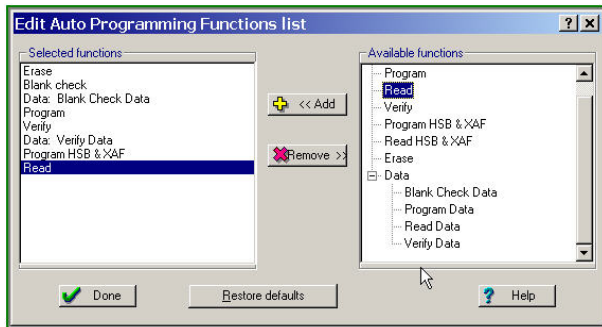 Edit Auto Programming Functions list
Selected functions
Erase
Blank check
Data: Blank Check Data
Program
Verify
Data: Verify Data
Program HSB & XAF
Read
<< Add
Remove >>
Available functions
Program
Read
Verify
Program HSB & XAF
Read HSB & XAF
Erase
Data
Blank Check Data
Program Data
Read Data
Verify Data
Done
Restore defaults
Help